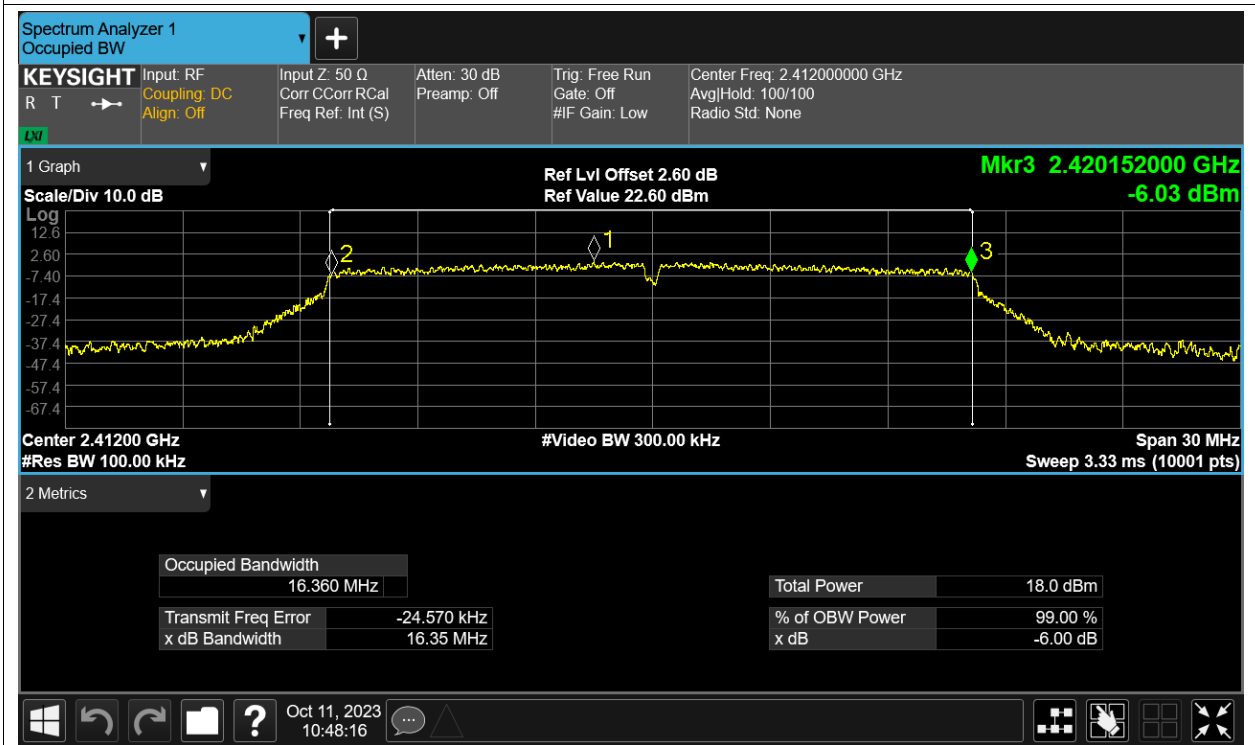 Spectrum Analyzer 1
Occupied BW
KEYSIGHT
R T
LXI
Input: RF
Coupling: DC
Align: Off
Input Z: 50 Ω
Corr CCorr RCal
Freq Ref: Int (S)
Atten: 30 dB
Preamp: Off
Trig: Free Run
Gate: Off
#IF Gain: Low
Center Freq: 2.412000000 GHz
Avg|Hold: 100/100
Radio Std: None
1 Graph
Scale/Div 10.0 dB
Ref Lvl Offset 2.60 dB
Ref Value 22.60 dBm
Mkr3 2.420152000 GHz
-6.03 dBm
Log
12.6
2.60
-7.40
-17.4
-27.4
-37.4
-47.4
-57.4
-67.4
2
1
3
Center 2.41200 GHz
#Res BW 100.00 kHz
#Video BW 300.00 kHz
Span 30 MHz
Sweep 3.33 ms (10001 pts)
2 Metrics
Occupied Bandwidth
16.360 MHz
Transmit Freq Error -24.570 kHz
x dB Bandwidth 16.35 MHz
Total Power 18.0 dBm
% of OBW Power 99.00 %
x dB -6.00 dB
?
Oct 11, 2023
10:48:16